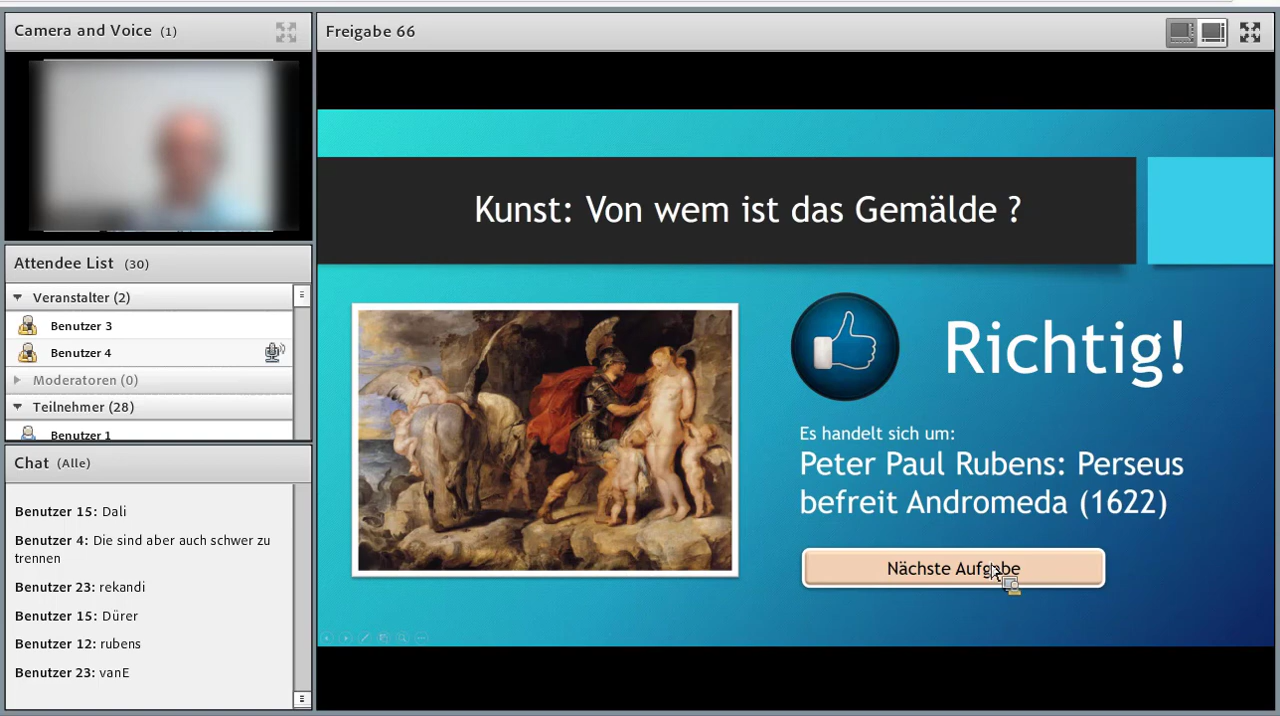 Camera and Voice (1)
Attendee List (30)
Veranstalter (2)
Benutzer 3
Benutzer 4
Moderatoren (0)
Teilnehmer (28)
Benutzer 1
Chat (Alle)
Benutzer 15: Dali
Benutzer 4: Die sind aber auch schwer zu
trennen
Benutzer 23: rekandi
Benutzer 15: Dürer
Benutzer 12: rubens
Benutzer 23: vanE
Freigabe 66
Kunst: Von wem ist das Gemälde ?
Richtig!
Es handelt sich um:
Peter Paul Rubens: Perseus
befreit Andromeda (1622)
Nächste Aufgabe